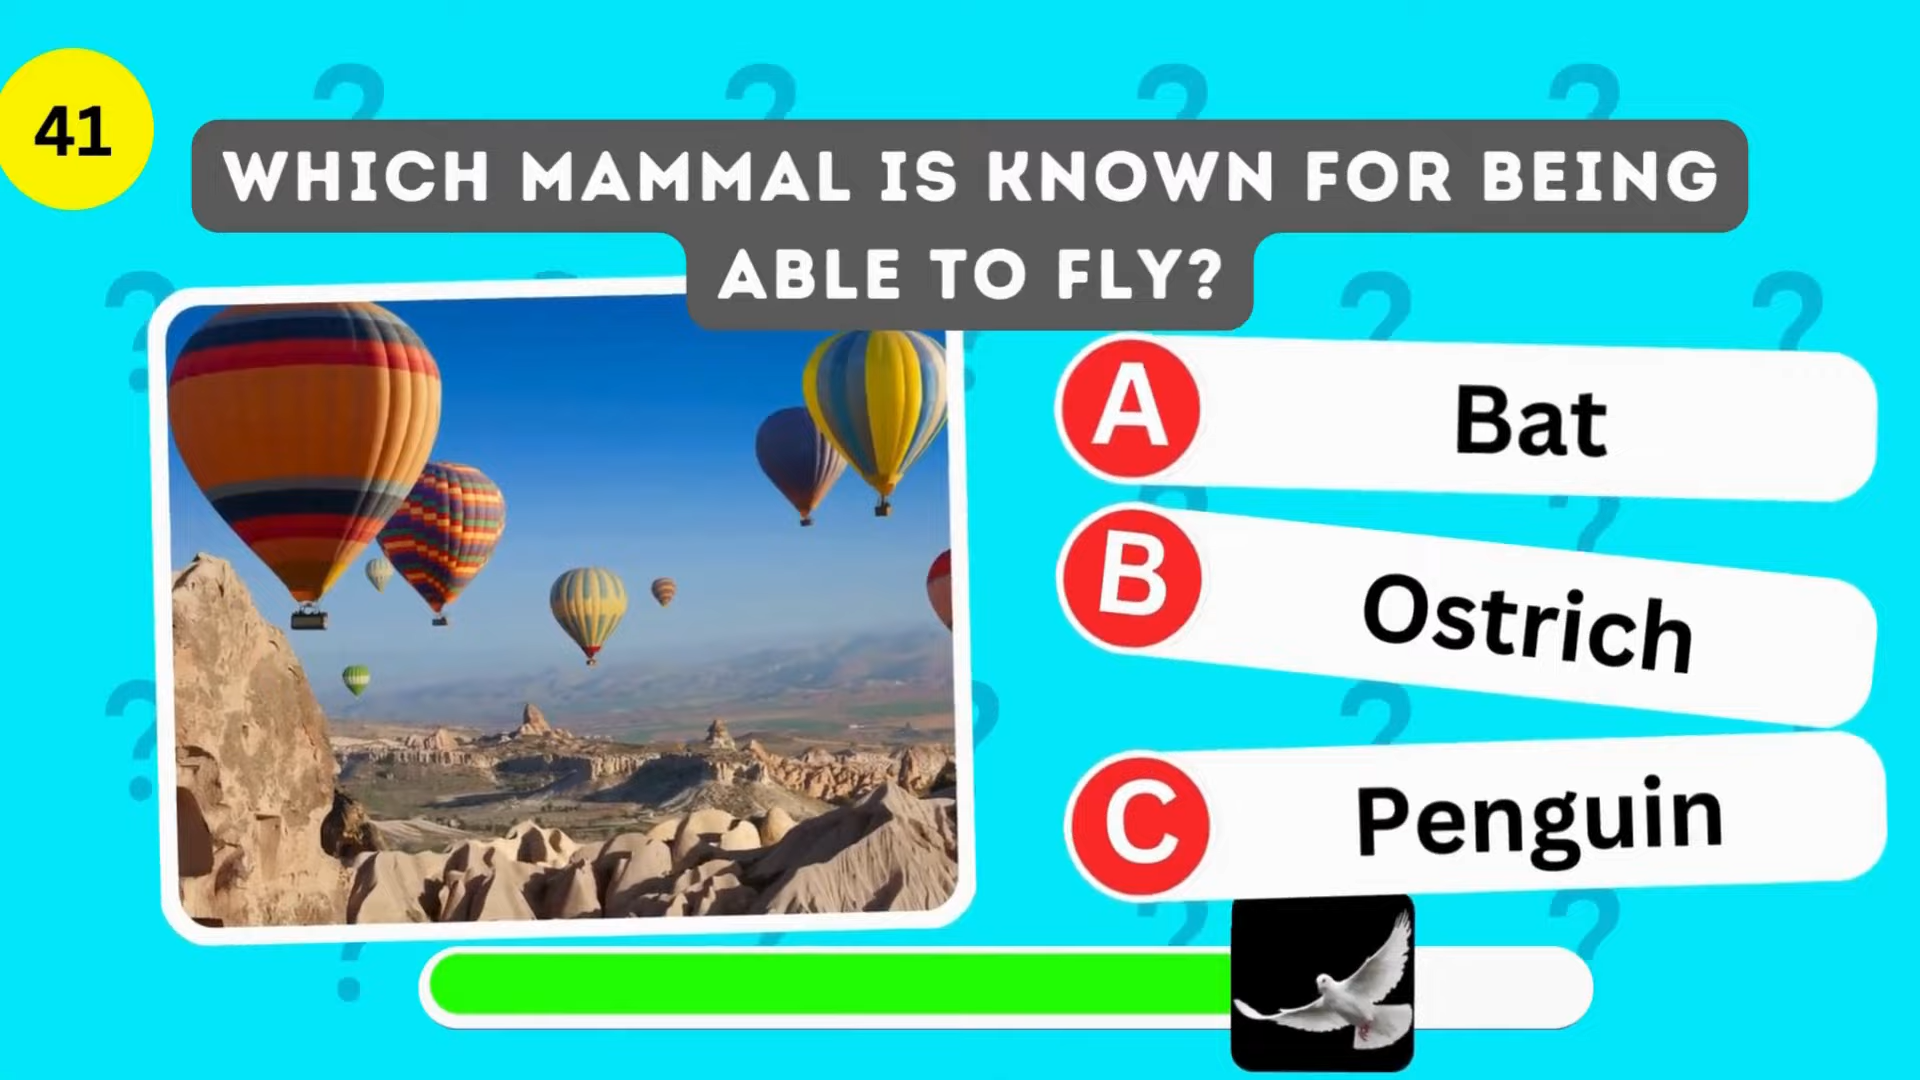 41
WHICH MAMMAL IS KNOWN FOR BEING
ABLE TO FLY?
A Bat
B Ostrich
C Penguin